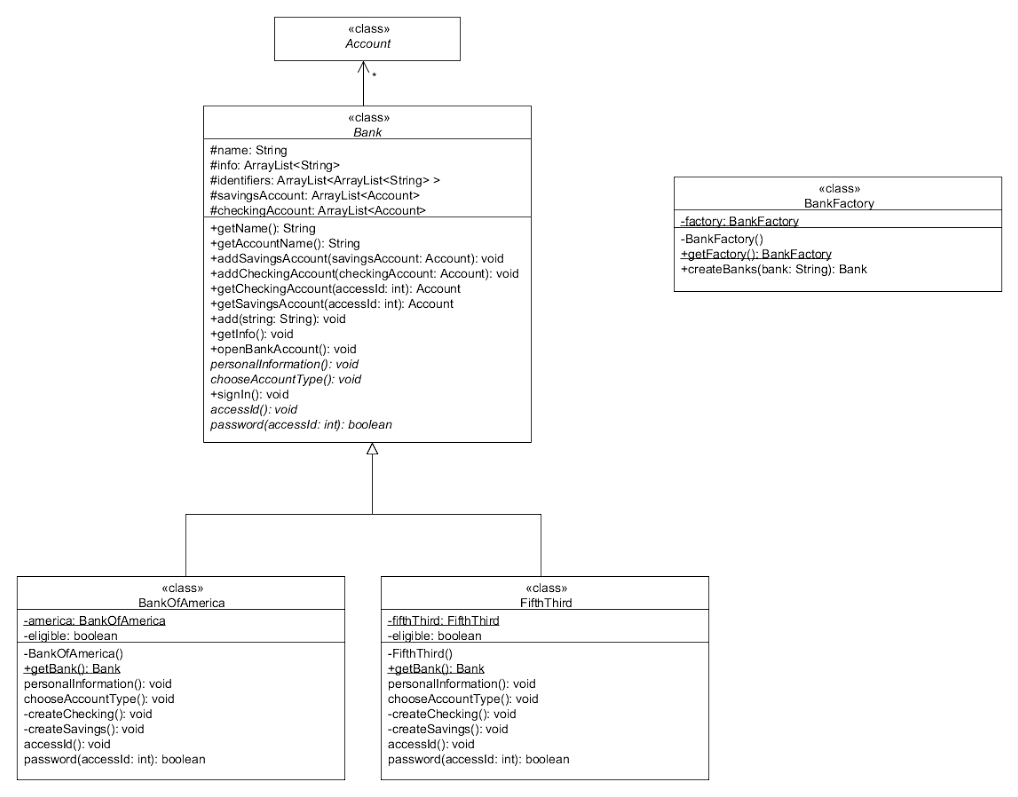 «class»
Account
*
«class»
Bank
#name: String
#info: ArrayList<String>
#identifiers: ArrayList<ArrayList<String> >
#savingsAccount: ArrayList<Account>
#checkingAccount: ArrayList<Account>
+getName(): String
+getAccountName(): String
+addSavingsAccount(savingsAccount: Account): void
+addCheckingAccount(checkingAccount: Account): void
+getCheckingAccount(accessId: int): Account
+getSavingsAccount(accessId: int): Account
+add(string: String): void
+getInfo(): void
+openBankAccount(): void
personalInformation(): void
chooseAccountType(): void
+signIn(): void
accessId(): void
password(accessId: int): boolean
«class»
BankFactory
-factory: BankFactory
-BankFactory()
+getFactory(): BankFactory
+createBanks(bank: String): Bank
«class»
BankOfAmerica
-america: BankOfAmerica
-eligible: boolean
-BankOfAmerica()
+getBank(): Bank
personalInformation(): void
chooseAccountType(): void
-createChecking(): void
-createSavings(): void
accessId(): void
password(accessId: int): boolean
«class»
FifthThird
-fifthThird: FifthThird
-eligible: boolean
-FifthThird()
+getBank(): Bank
personalInformation(): void
chooseAccountType(): void
-createChecking(): void
-createSavings(): void
accessId(): void
password(accessId: int): boolean